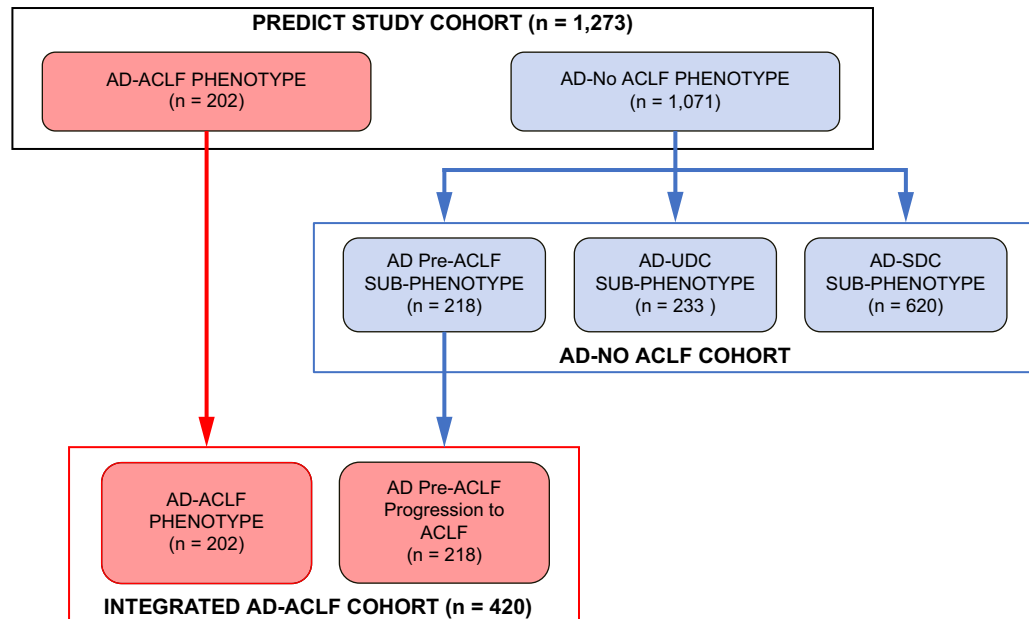 PREDICT STUDY COHORT (n = 1,273)
AD-ACLF PHENOTYPE
(n = 202)
AD-No ACLF PHENOTYPE
(n = 1,071)
AD Pre-ACLF
SUB-PHENOTYPE
(n = 218)
AD-UDC
SUB-PHENOTYPE
(n = 233 )
AD-SDC
SUB-PHENOTYPE
(n = 620)
AD-NO ACLF COHORT
AD-ACLF
PHENOTYPE
(n = 202)
AD Pre-ACLF
Progression to
ACLF
(n = 218)
INTEGRATED AD-ACLF COHORT (n = 420)